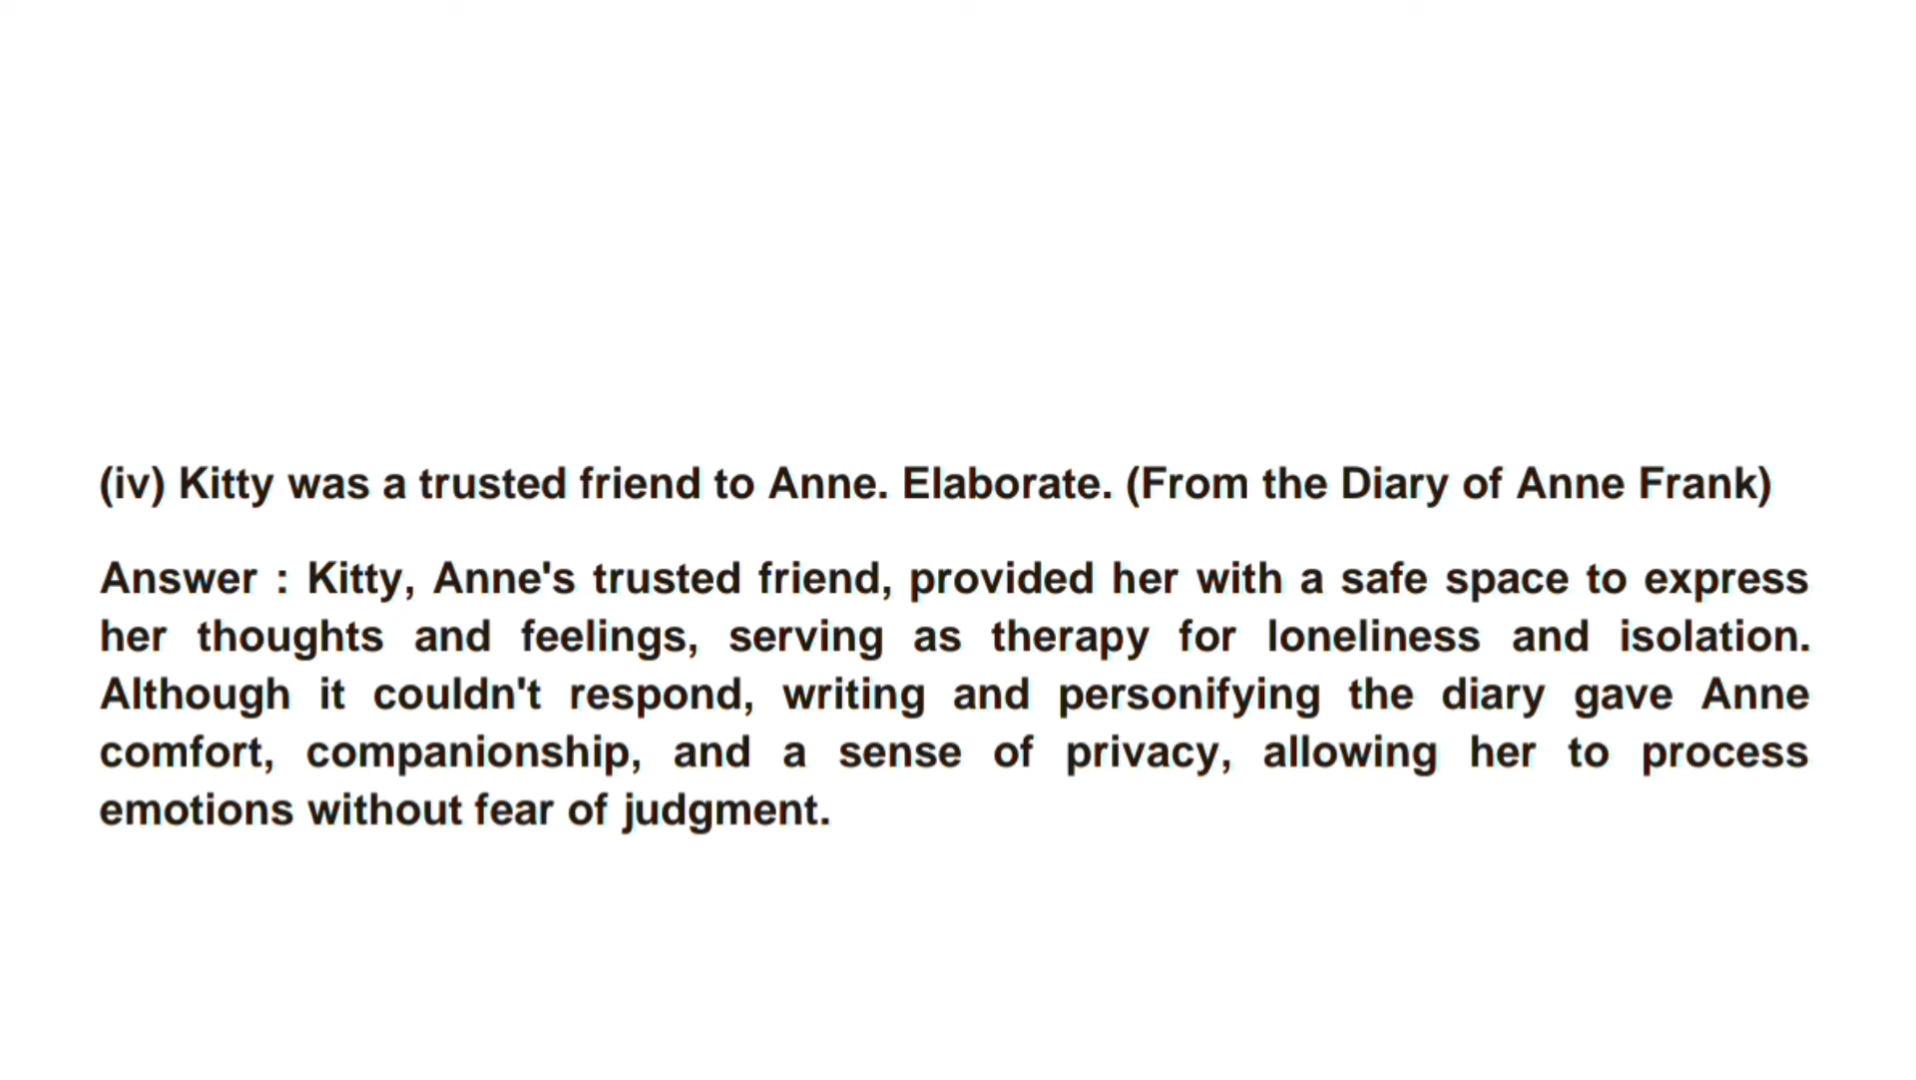 (iv) Kitty was a trusted friend to Anne. Elaborate. (From the Diary of Anne Frank)
Answer : Kitty, Anne's trusted friend, provided her with a safe space to express
her thoughts and feelings, serving as therapy for loneliness and isolation.
Although it couldn't respond, writing and personifying the diary gave Anne
comfort, companionship, and a sense of privacy, allowing her to process
emotions without fear of judgment.